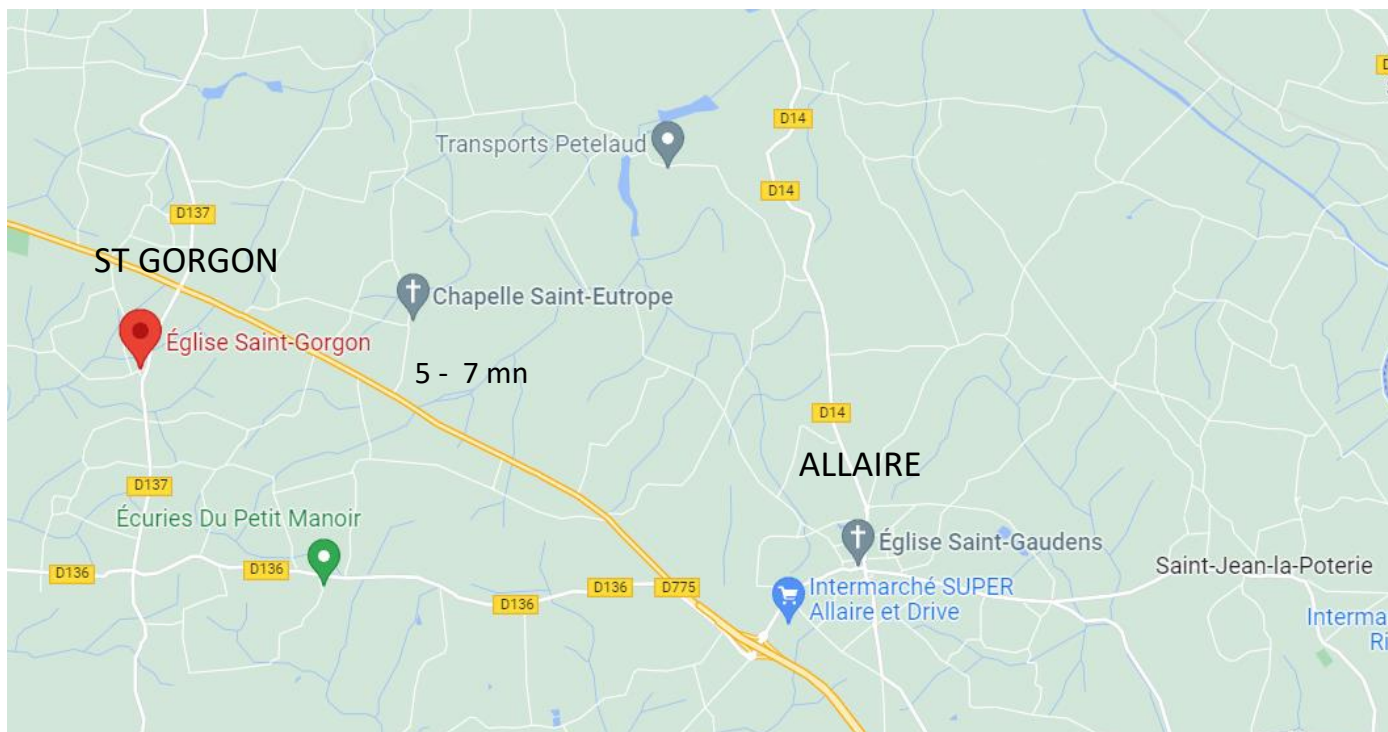 D14
Transports Petelaud
D14
D137
ST GORGON
Chapelle Saint-Eutrope
Église Saint-Gorgon
5 - 7 mn
D14
ALLAIRE
D137
Écuries Du Petit Manoir
Église Saint-Gaudens
D136
D136
D136
D136
D775
Saint-Jean-la-Poterie
Intermarché SUPER
Allaire et Drive